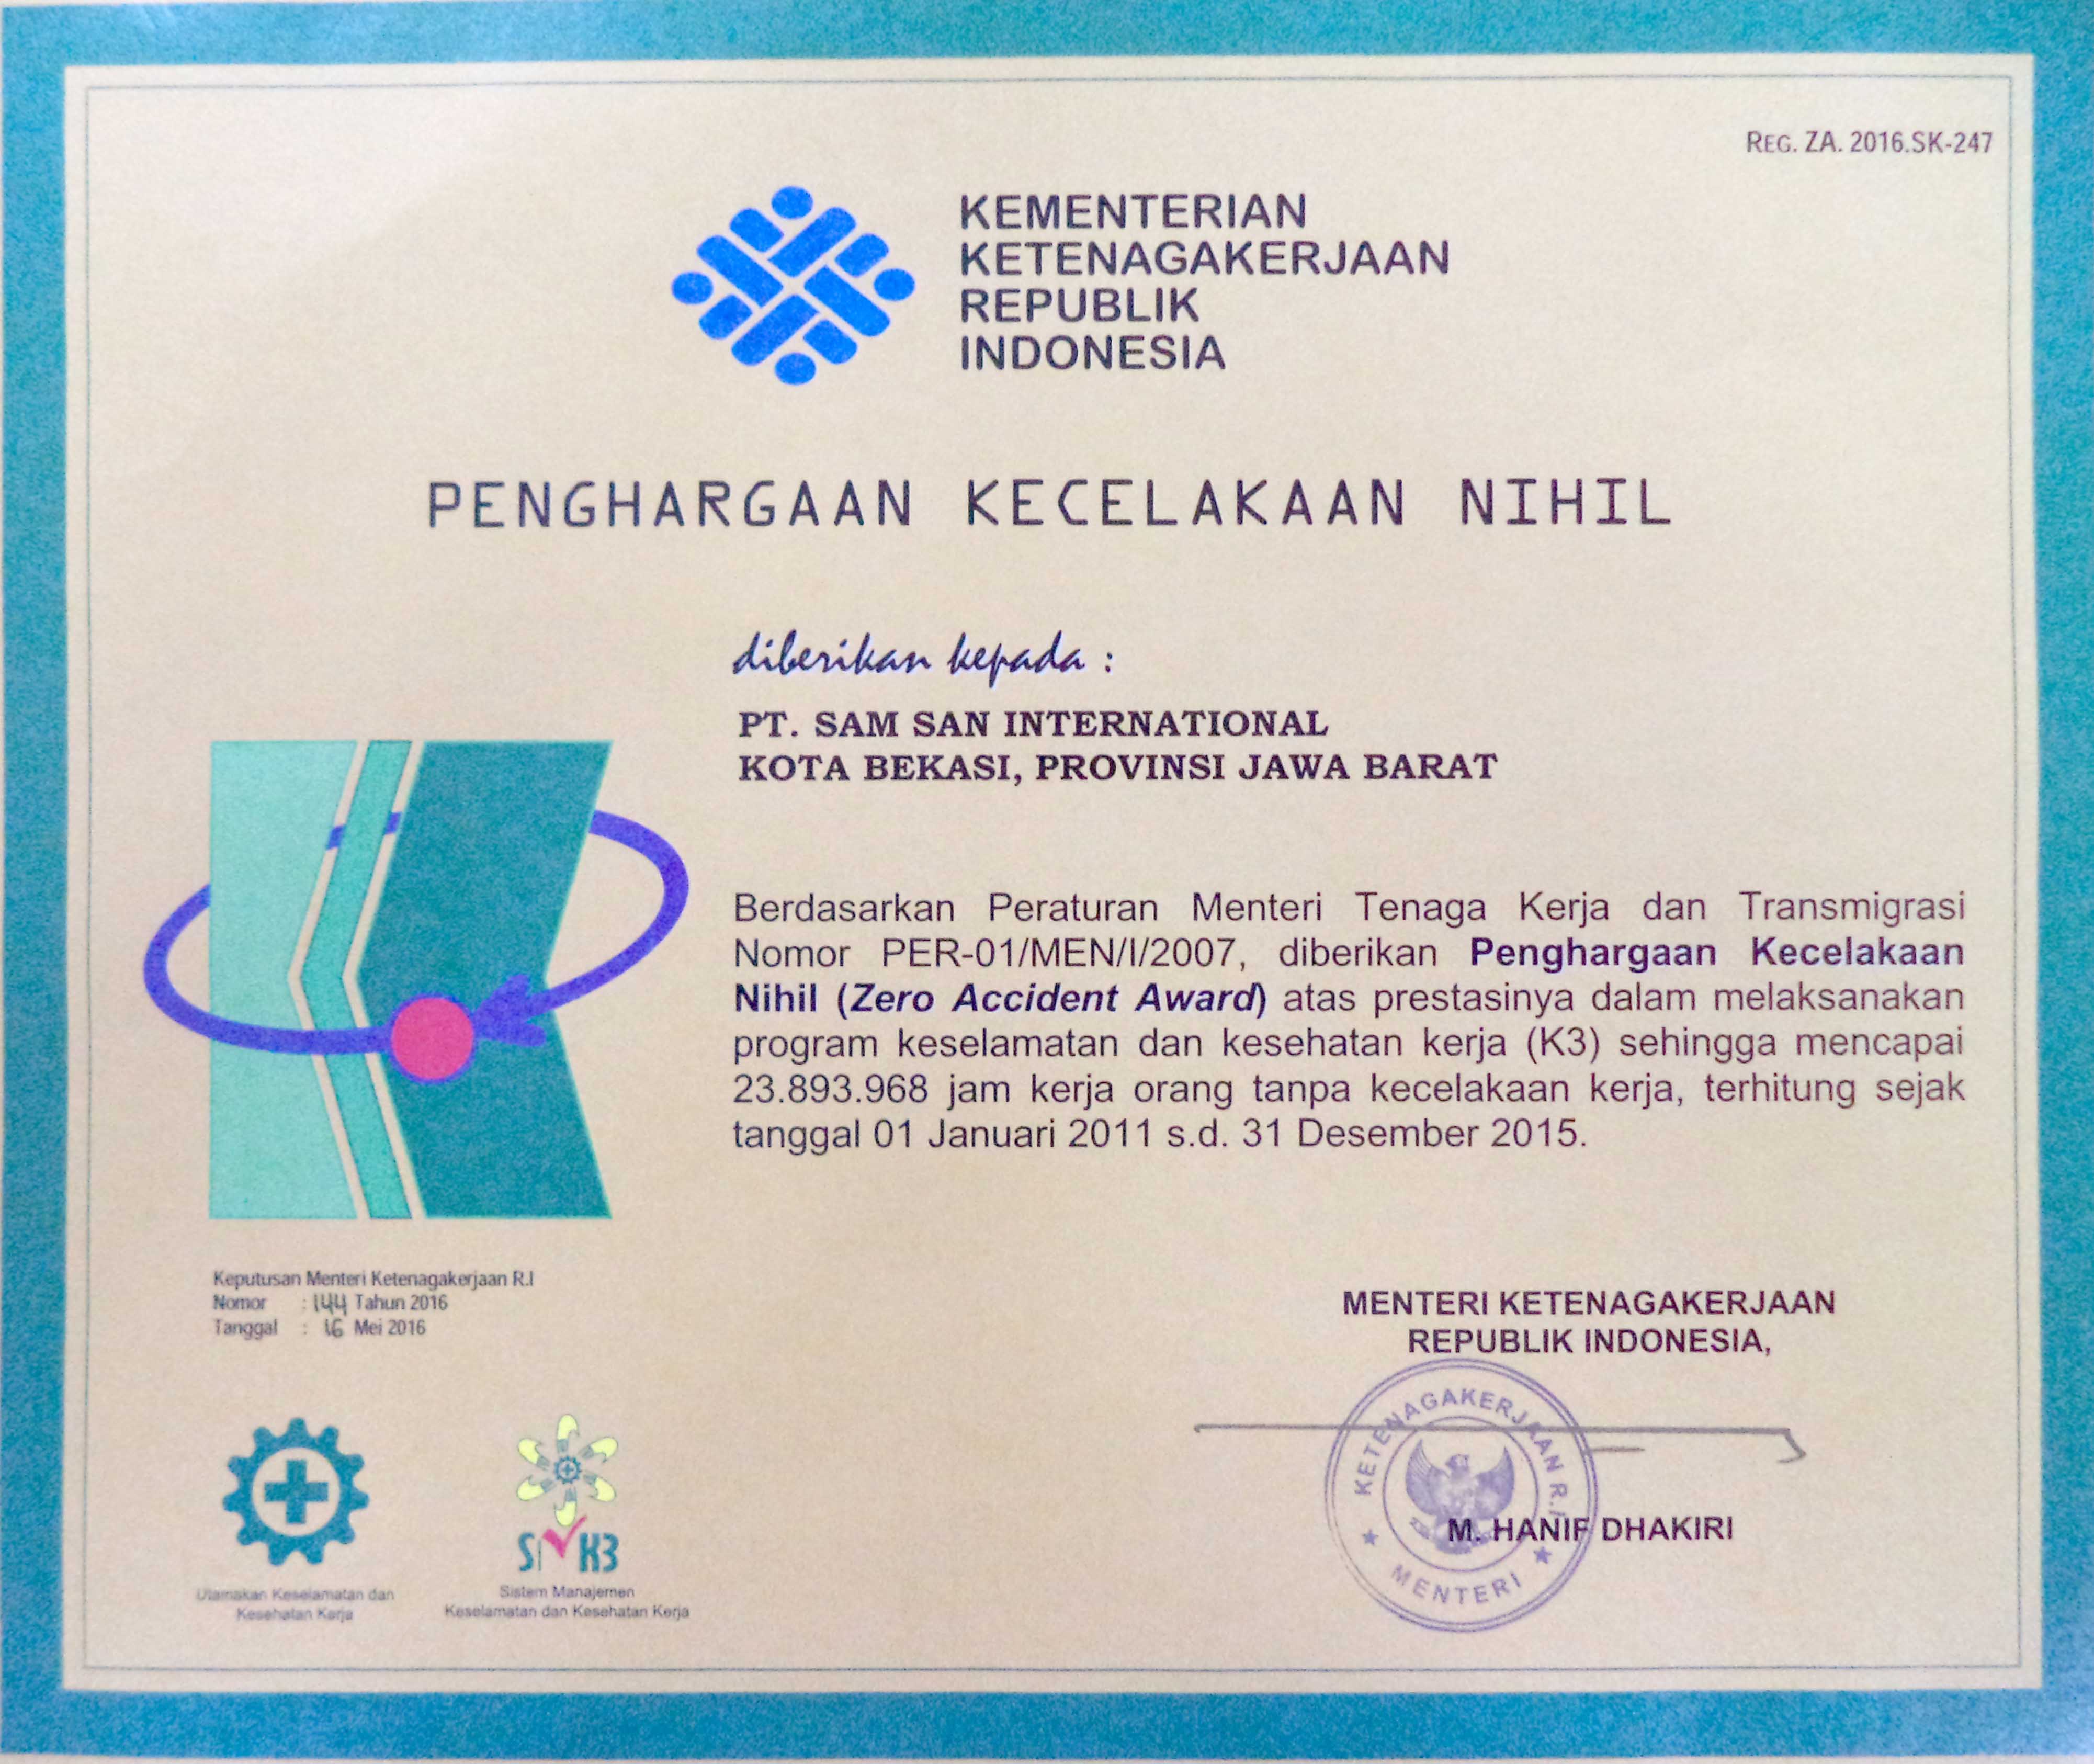 REG. ZA. 2016.SK-247
KEMENTERIAN
KETENAGAKERJAAN
REPUBLIK
INDONESIA
PENGHARGAAN KECELAKAAN NIHIL
diberikan kepada :
PT. SAM SAN INTERNATIONAL
KOTA BEKASI, PROVINSI JAWA BARAT
Berdasarkan Peraturan Menteri Tenaga Kerja dan Transmigrasi
Nomor PER-01/MEN/I/2007, diberikan Penghargaan Kecelakaan
Nihil (Zero Accident Award) atas prestasinya dalam melaksanakan
program keselamatan dan kesehatan kerja (K3) sehingga mencapai
23.893.968 jam kerja orang tanpa kecelakaan kerja, terhitung sejak
tanggal 01 Januari 2011 s.d. 31 Desember 2015.
Keputusan Menteri Ketenagakerjaan R.I
Nomor : 144 Tahun 2016
Tanggal : 16 Mei 2016
MENTERI KETENAGAKERJAAN
REPUBLIK INDONESIA,
KETENAGAKERJAAN R.I
MENTERI
M. HANIF DHAKIRI
SMK3
Utamakan Keselamatan dan
Kesehatan Kerja
Sistem Manajemen
Keselamatan dan Kesehatan Kerja